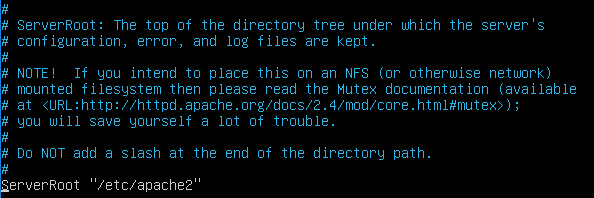 #
# ServerRoot: The top of the directory tree under which the server's
# configuration, error, and log files are kept.
#
# NOTE!  If you intend to place this on an NFS (or otherwise network)
# mounted filesystem then please read the Mutex documentation (available
# at <URL:http://httpd.apache.org/docs/2.4/mod/core.html#mutex>);
# you will save yourself a lot of trouble.
#
# Do NOT add a slash at the end of the directory path.
#
ServerRoot "/etc/apache2"